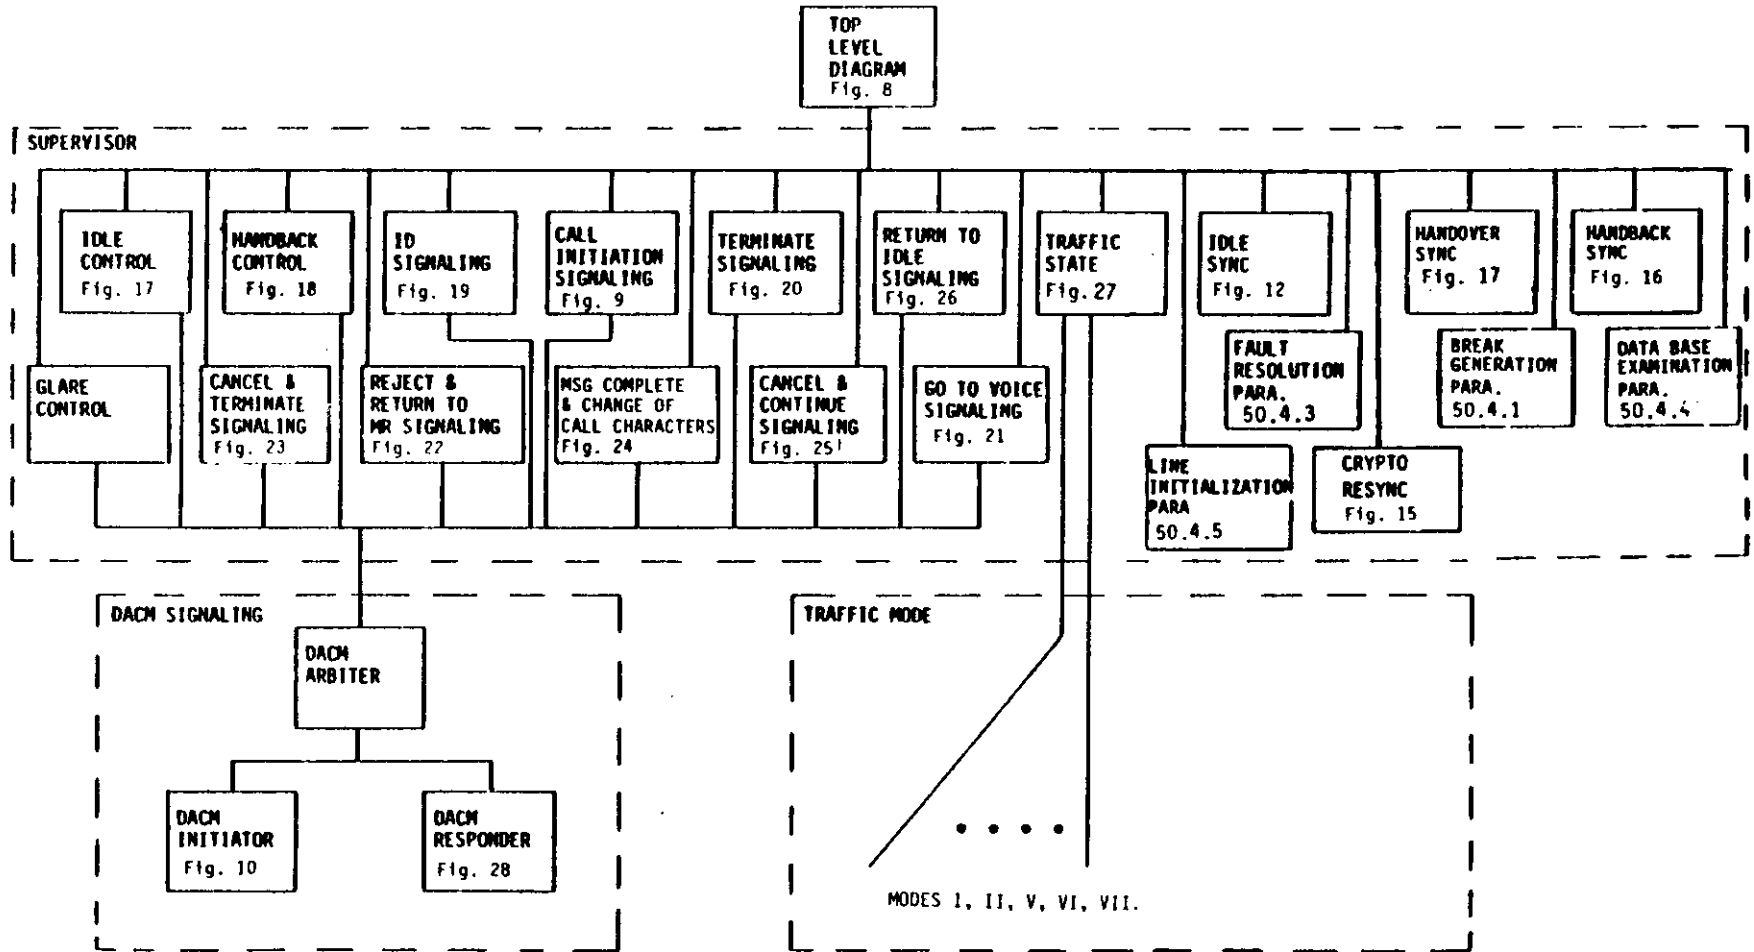 TOP
LEVEL
DIAGRAM
Fig. 8
SUPERVISOR
IDLE
CONTROL
Fig. 17
HANDBACK
CONTROL
Fig. 18
ID
SIGNALING
Fig. 19
CALL
INITIATION
SIGNALING
Fig. 9
TERMINATE
SIGNALING
Fig. 20
RETURN TO
IDLE
SIGNALING
Fig. 26
TRAFFIC
STATE
Fig. 27
IDLE
SYNC
Fig. 12
HANDOVER
SYNC
Fig. 17
HANDBACK
SYNC
Fig. 16
GLARE
CONTROL
CANCEL &
TERMINATE
SIGNALING
Fig. 23
REJECT &
RETURN TO
MR SIGNALING
Fig. 22
MSG COMPLETE
& CHANGE OF
CALL CHARACTERS
Fig. 24
CANCEL &
CONTINUE
SIGNALING
Fig. 25
GO TO VOICE
SIGNALING
Fig. 21
FAULT
RESOLUTION
PARA.
50.4.3
BREAK
GENERATION
PARA.
50.4.1
DATA BASE
EXAMINATION
PARA.
50.4.4
LINE
INITIALIZATION
PARA
50.4.5
CRYPTO
RESYNC
Fig. 15
DACM SIGNALING
DACM
ARBITER
DACM
INITIATOR
Fig. 10
DACM
RESPONDER
Fig. 28
TRAFFIC MODE
MODES I, II, V, VI, VII.